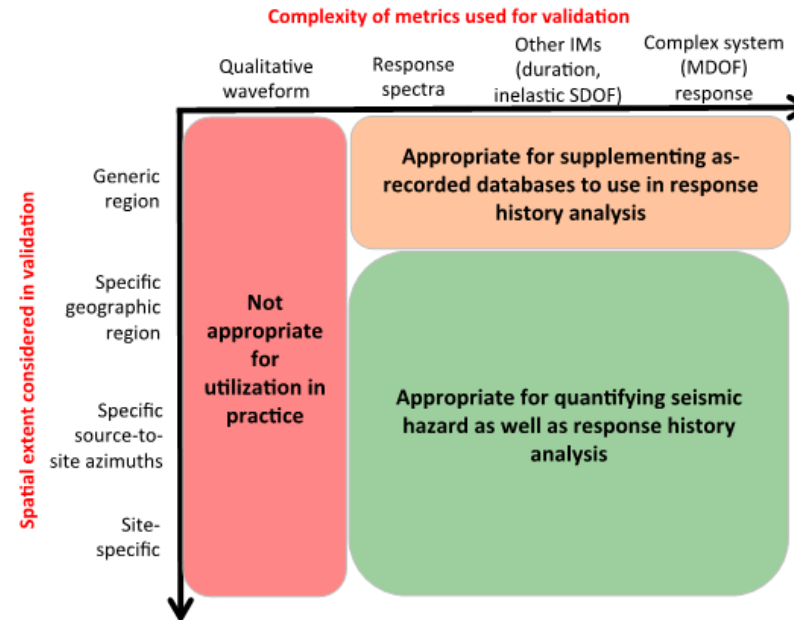 Complexity of metrics used for validation
Qualitative
waveform
Response
spectra
Other IMs
(duration,
inelastic SDOF)
Complex system
(MDOF)
response
Spatial extent considered in validation
Generic
region
Specific
geographic
region
Specific
source-to-
site azimuths
Site-
specific
Not
appropriate
for
utilization in
practice
Appropriate for supplementing as-
recorded databases to use in response
history analysis
Appropriate for quantifying seismic
hazard as well as response history
analysis